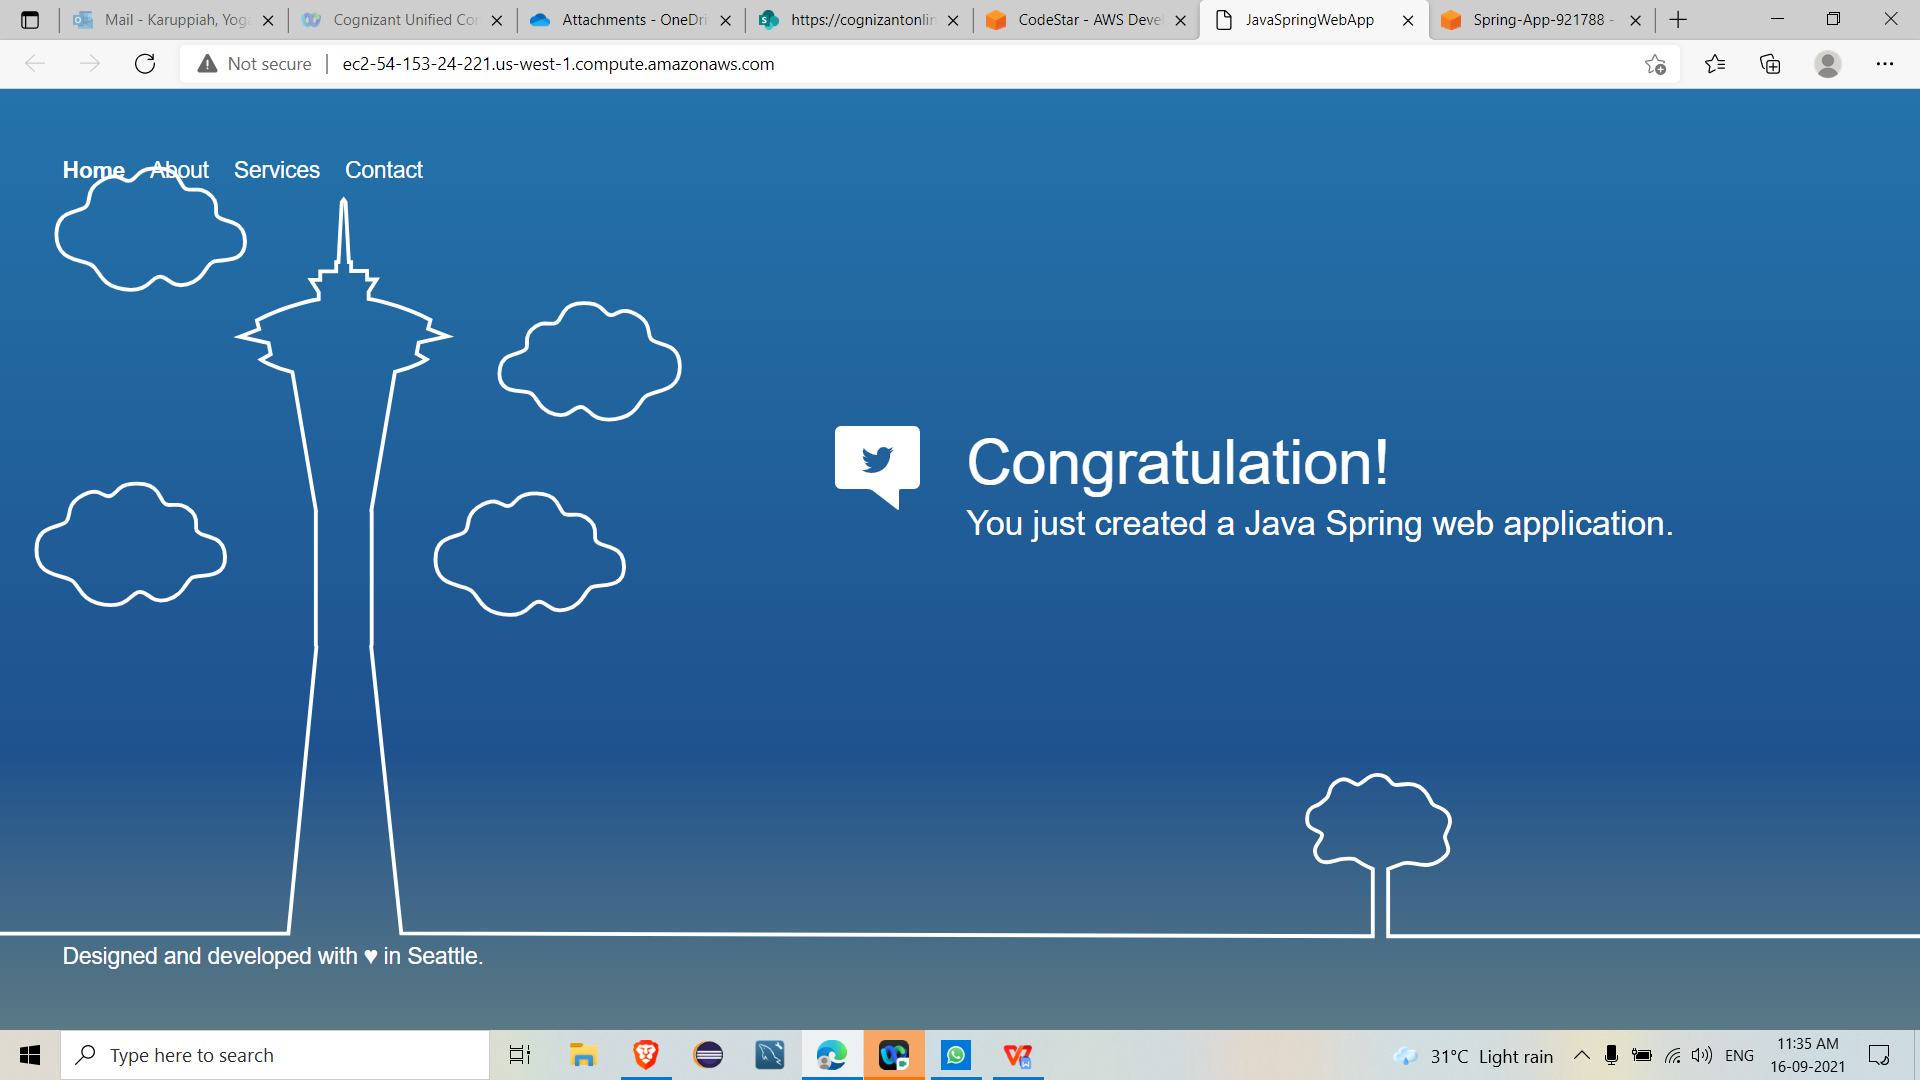 Mail - Karuppiah, Yoga
Cognizant Unified Con
Attachments - OneDri
https://cognizantonlin
CodeStar - AWS Devel
JavaSpringWebApp
Spring-App-921788 -
Not secure
ec2-54-153-24-221.us-west-1.compute.amazonaws.com
Home About Services Contact
Congratulation!
You just created a Java Spring web application.
Designed and developed with ♥ in Seattle.
Type here to search
31°C Light rain
ENG
11:35 AM
16-09-2021